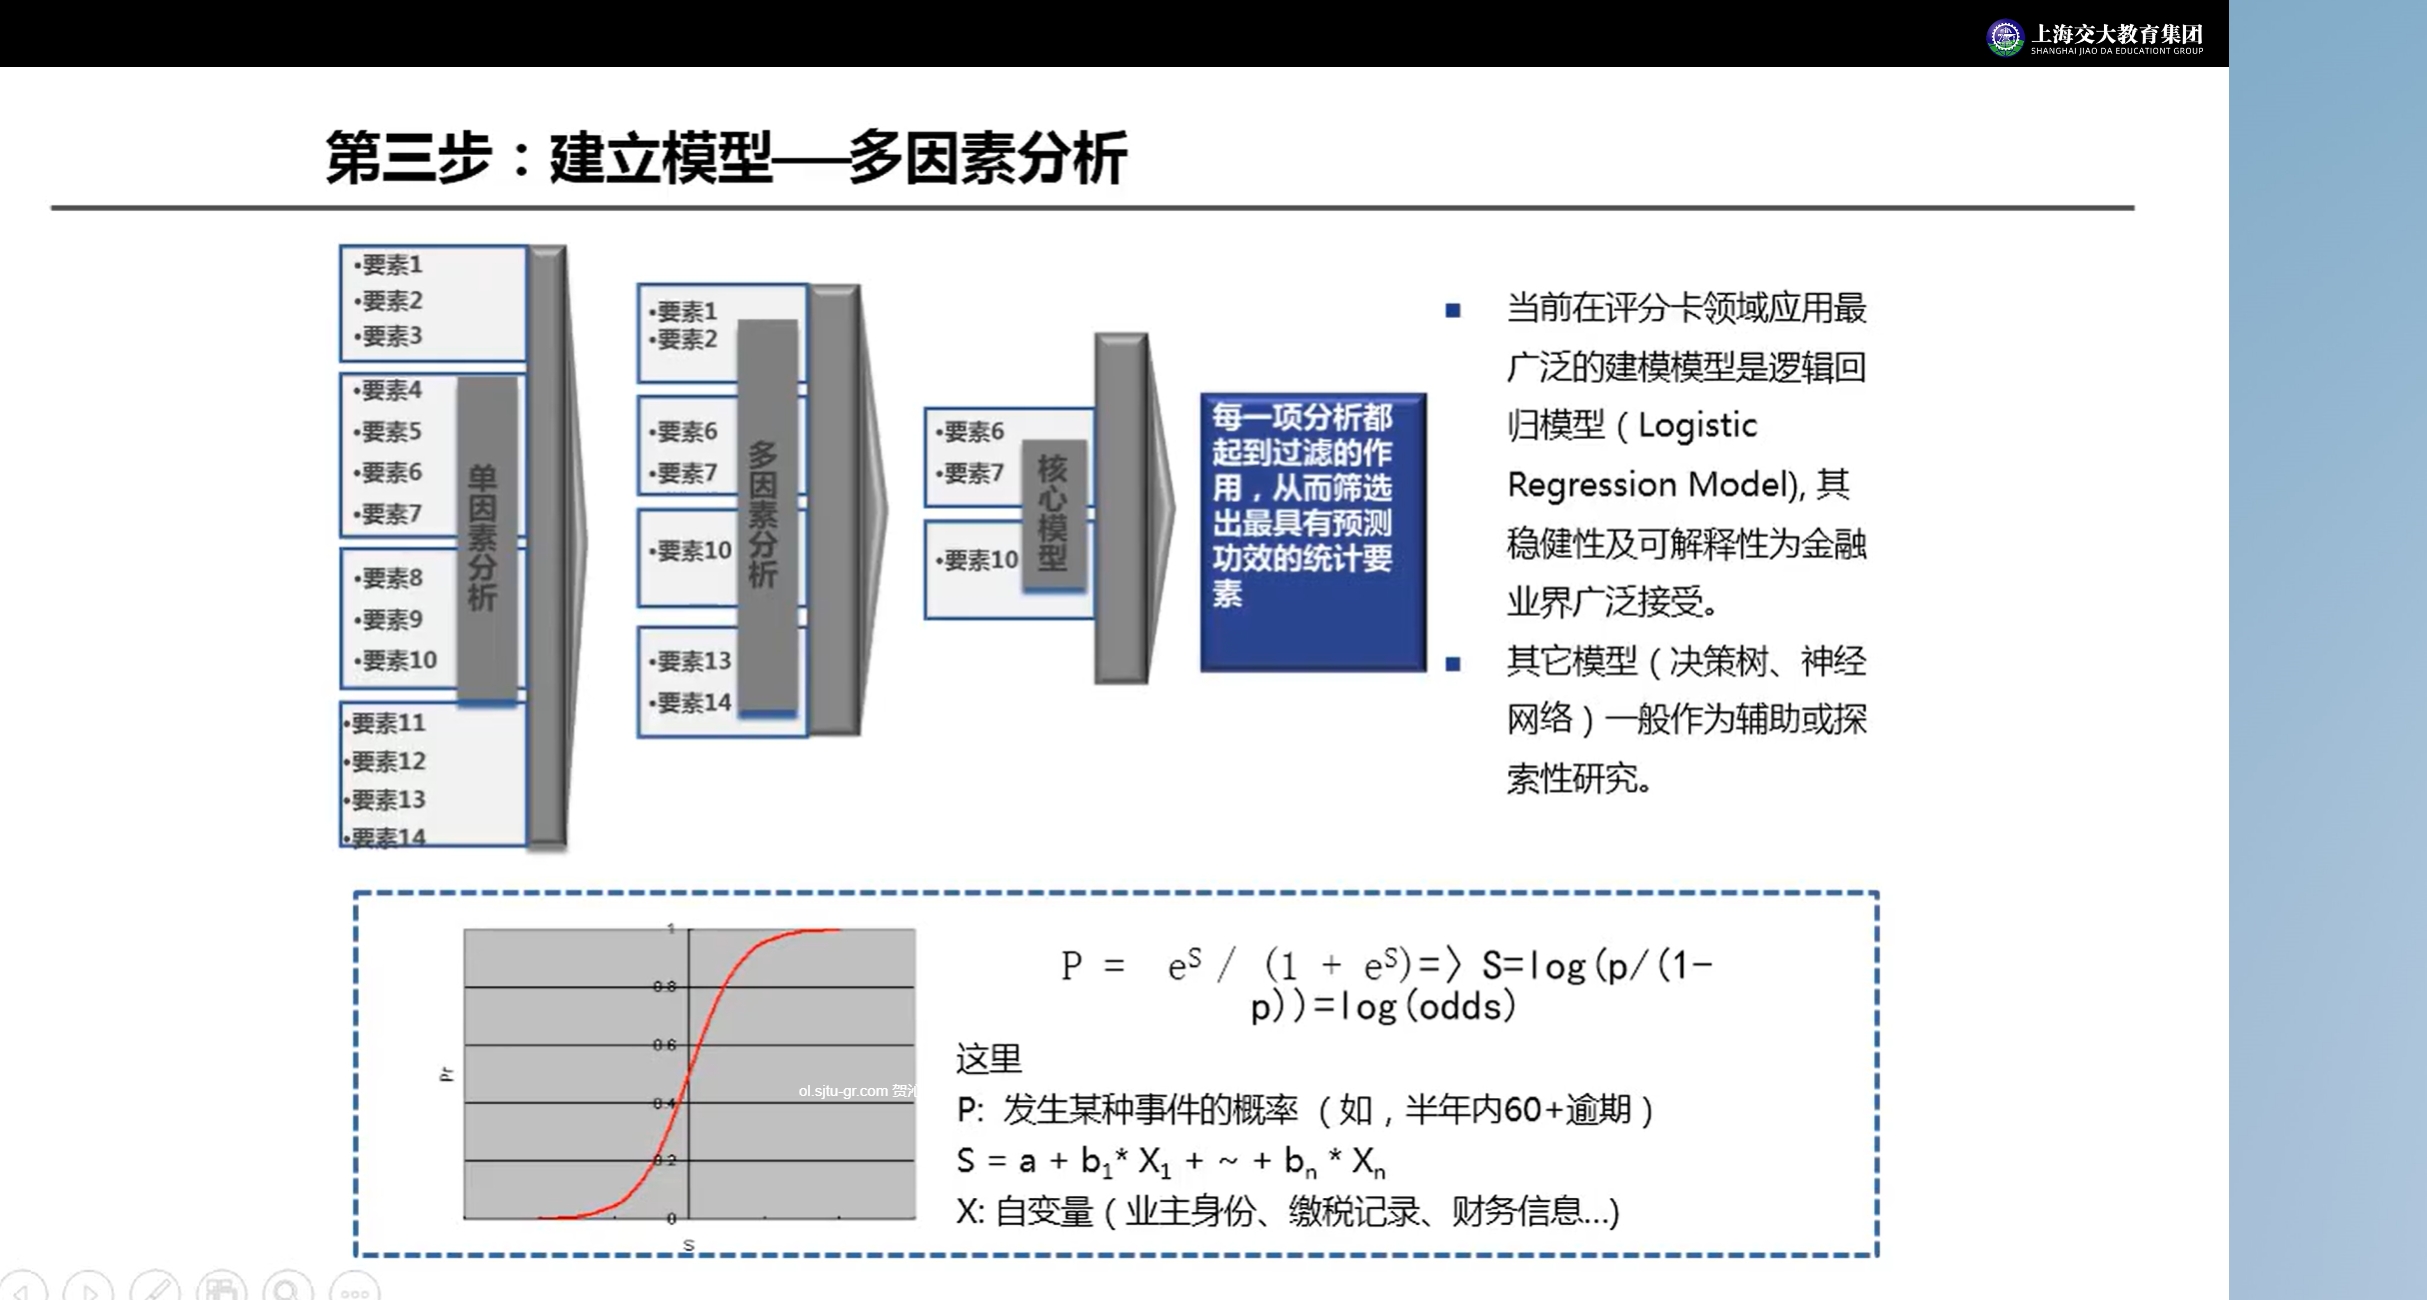 上海交大教育集团
SHANGHAI JIAO DA EDUCATIONT GROUP
第三步：建立模型——多因素分析
•要素1
•要素2
•要素3
•要素4
•要素5
•要素6
•要素7
•要素8
•要素9
•要素10
•要素11
•要素12
•要素13
•要素14
单因素分析
•要素1
•要素2
•要素6
•要素7
•要素10
•要素13
•要素14
多因素分析
•要素6
•要素7
•要素10
核心模型
每一项分析都
起到过滤的作
用，从而筛选
出最具有预测
功效的统计要
素
当前在评分卡领域应用最
广泛的建模模型是逻辑回
归模型（Logistic
Regression Model), 其
稳健性及可解释性为金融
业界广泛接受。
其它模型（决策树、神经
网络）一般作为辅助或探
索性研究。
1
0.8
0.6
0.4
0.2
0
Pr
S
ol.sjtu-gr.com
P = e^S / (1 + e^S)=〉S=log(p/(1-
p))=log(odds)
这里
P: 发生某种事件的概率（如，半年内60+逾期）
S = a + b₁* X₁ + ~ + bₙ * Xₙ
X: 自变量（业主身份、缴税记录、财务信息…)